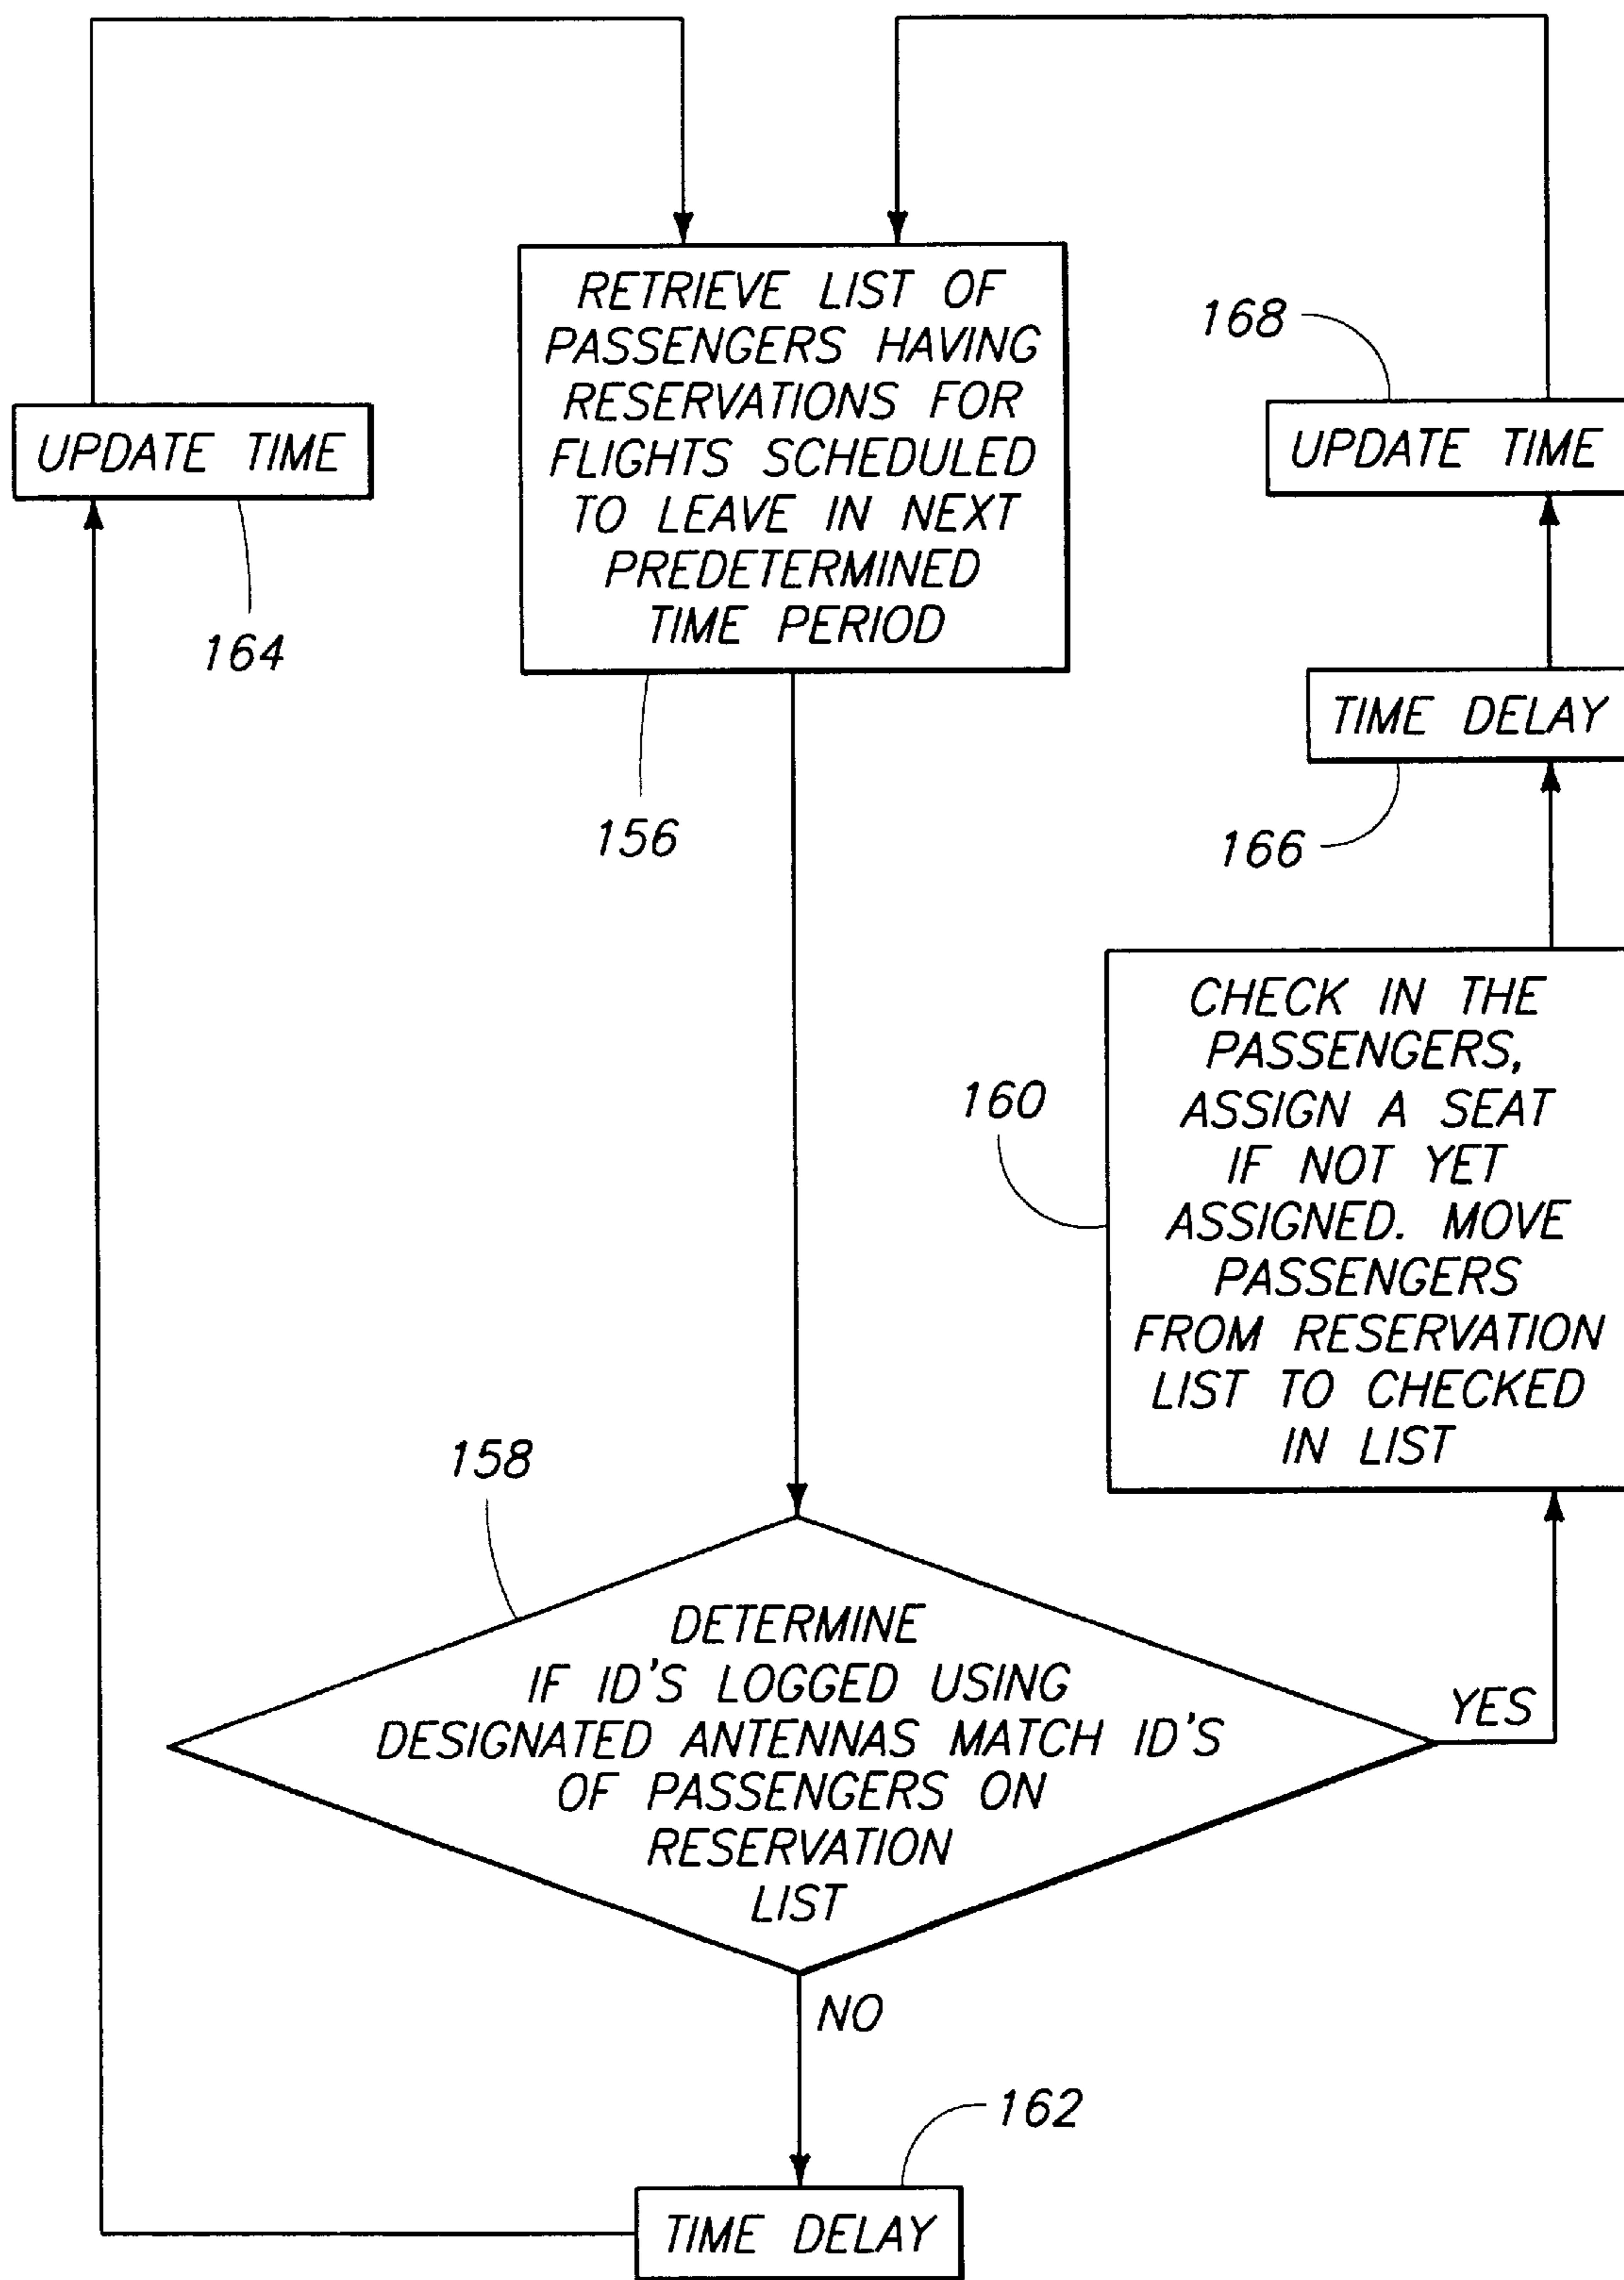 RETRIEVE LIST OF
PASSENGERS HAVING
RESERVATIONS FOR
FLIGHTS SCHEDULED
TO LEAVE IN NEXT
PREDETERMINED
TIME PERIOD
156
UPDATE TIME
164
168
UPDATE TIME
TIME DELAY
166
CHECK IN THE
PASSENGERS,
ASSIGN A SEAT
IF NOT YET
ASSIGNED. MOVE
PASSENGERS
FROM RESERVATION
LIST TO CHECKED
IN LIST
160
158
DETERMINE
IF ID'S LOGGED USING
DESIGNATED ANTENNAS MATCH ID'S
OF PASSENGERS ON
RESERVATION
LIST
YES
NO
162
TIME DELAY